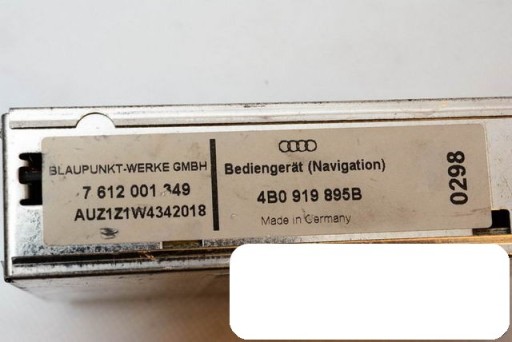 BLAUPUNKT-WERKE GMBH
7 612 001 349
AUZ1Z1W4342018
Bediengerät (Navigation)
4B0 919 895B
Made in Germany
0298